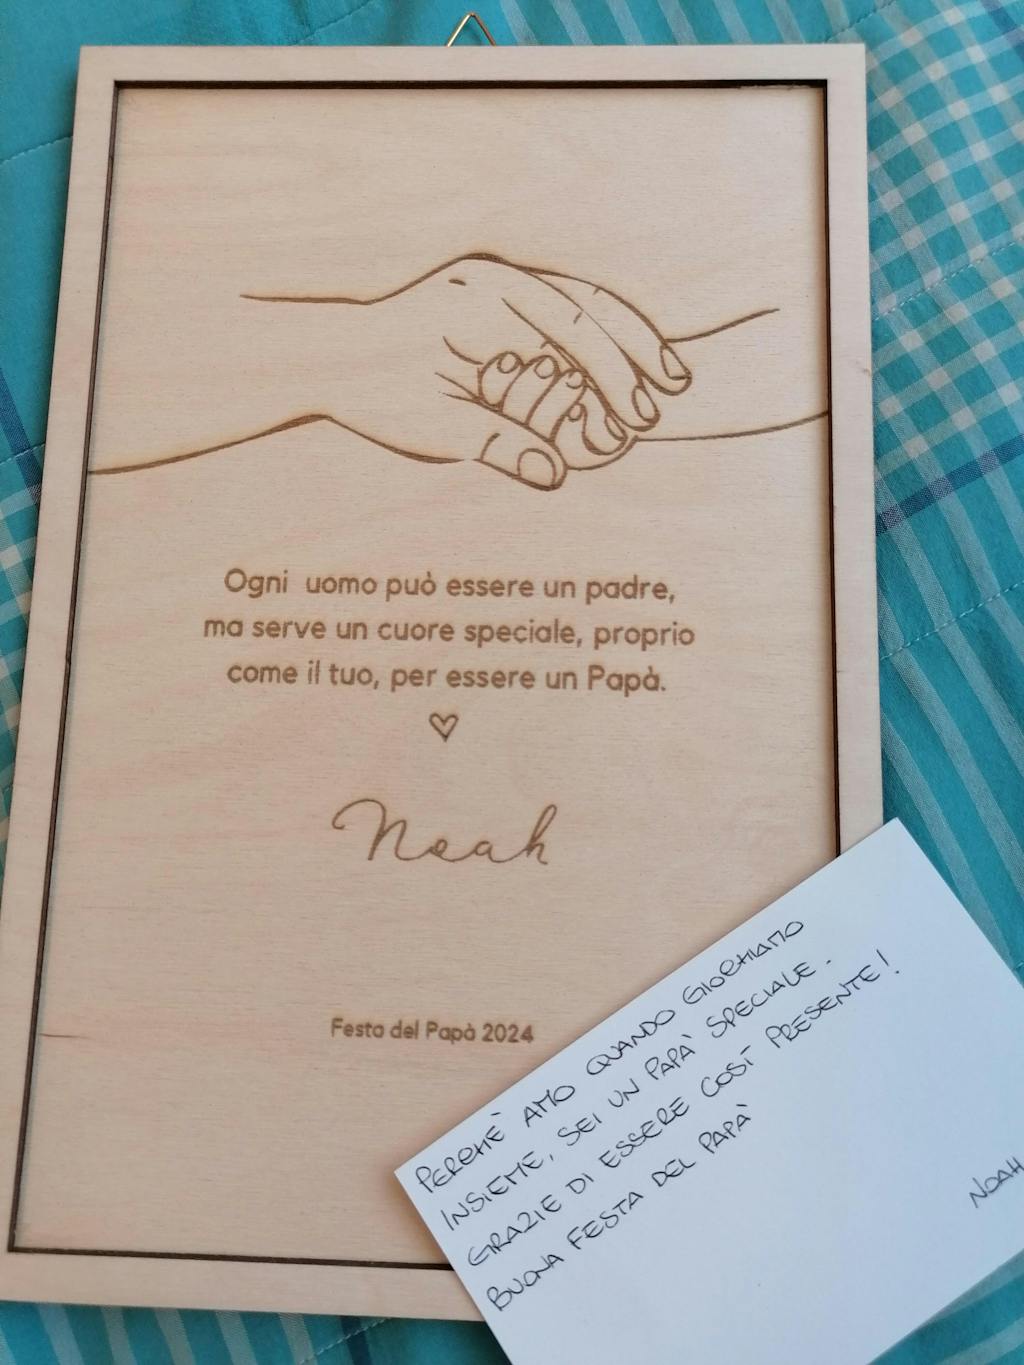 Ogni uomo può essere un padre,
ma serve un cuore speciale, proprio
come il tuo, per essere un Papà.
Noah
Festa del Papà 2024
PERCHÈ AMO QUANDO GIOCHIAMO
INSIEME, SEI UN PAPÀ SPECIALE.
GRAZIE DI ESSERE COSÌ PRESENTE!
BUONA FESTA DEL PAPÀ
NOAH